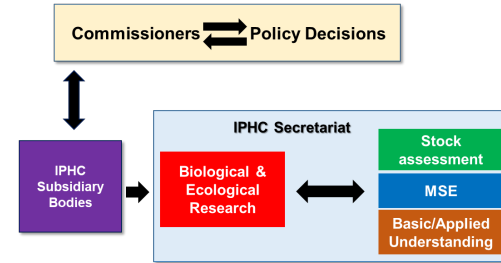 Commissioners Policy Decisions
IPHC Secretariat
IPHC
Subsidiary
Bodies
Biological &
Ecological
Research
Stock
assessment
MSE
Basic/Applied
Understanding